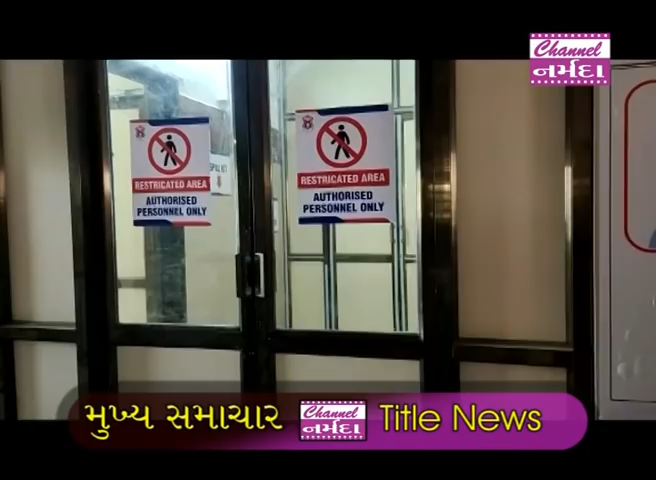 Channel
નર્મદા
RESTRICATED AREA
AUTHORISED
PERSONNEL ONLY
RESTRICATED AREA
AUTHORISED
PERSONNEL ONLY
મુખ્ય સમાચાર Channel નર્મદા Title News